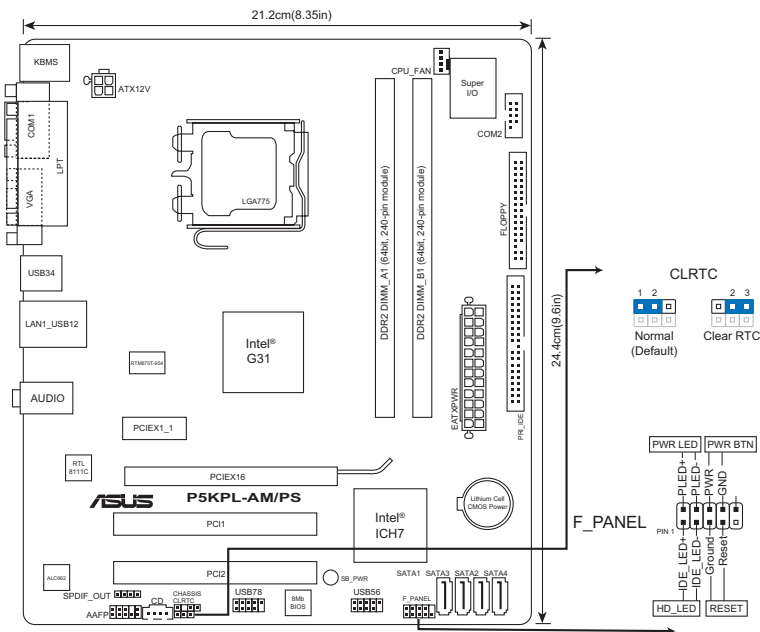 21.2cm(8.35in)
KBMS
ATX12V
CPU_FAN
Super
I/O
COM2
COM1
LPT
VGA
LGA775
DDR2 DIMM_A1 (64bit, 240-pin module)
DDR2 DIMM_B1 (64bit, 240-pin module)
FLOPPY
24.4cm(9.6in)
USB34
LAN1_USB12
Intel®
G31
RTM870T-954
EATXPWR
PRI_IDE
AUDIO
PCIEX1_1
RTL
8111C
PCIEX16
ASUS
P5KPL-AM/PS
Lithium Cell
CMOS Power
PCI1
Intel®
ICH7
PCI2
ALC662
SB_PWR
SATA1
SATA3
SATA2
SATA4
SPDIF_OUT
AAFP
CD
CHASSIS
CLRTC
USB78
8Mb
BIOS
USB56
F_PANEL
CLRTC
1 2
2 3
Normal
(Default)
Clear RTC
PWR LED
PWR BTN
PLED+
PLED-
PWR
GND
F_PANEL
PIN 1
IDE_LED+
IDE_LED-
Ground
Reset
HD_LED
RESET